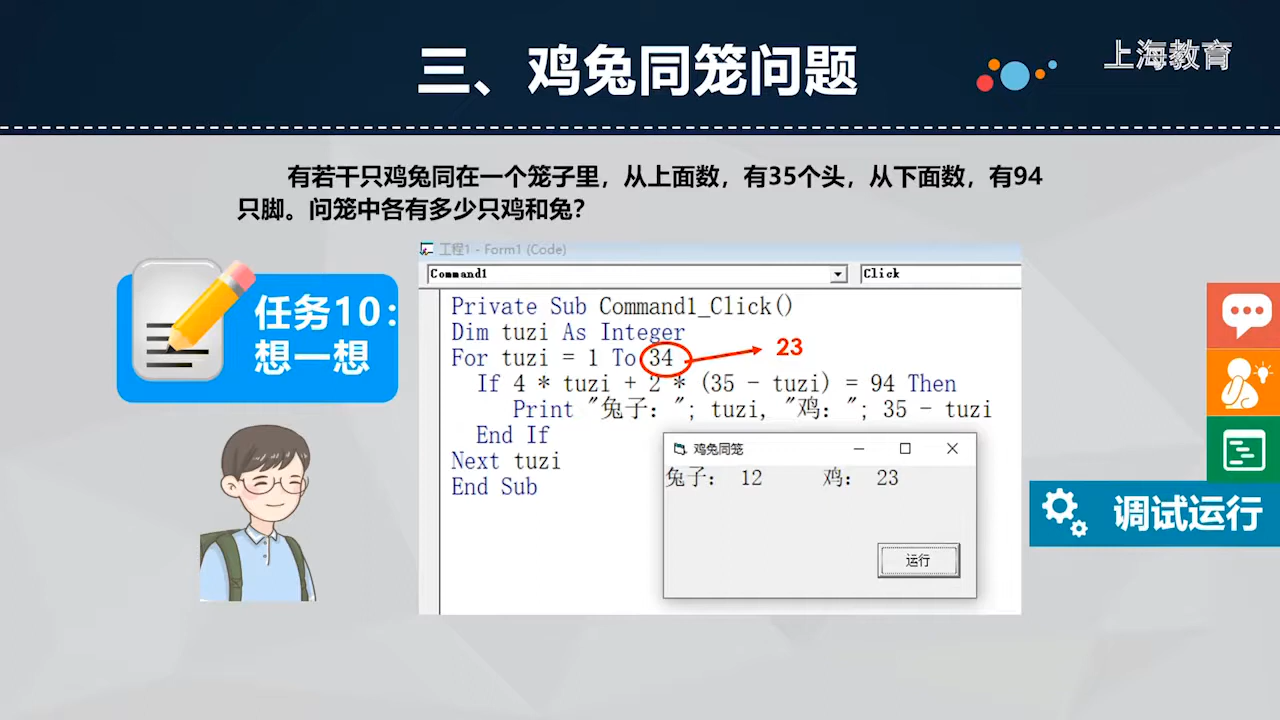 三、鸡兔同笼问题
上海教育
有若干只鸡兔同在一个笼子里，从上面数，有35个头，从下面数，有94
只脚。问笼中各有多少只鸡和兔？
任务10：
想一想
工程1 - Form1 (Code)
Command1
Click
Private Sub Command1_Click()
Dim tuzi As Integer
For tuzi = 1 To 34
23
If 4 * tuzi + 2 * (35 - tuzi) = 94 Then
Print "兔子："; tuzi, "鸡："; 35 - tuzi
End If
Next tuzi
End Sub
鸡兔同笼
兔子： 12 鸡： 23
运行
调试运行